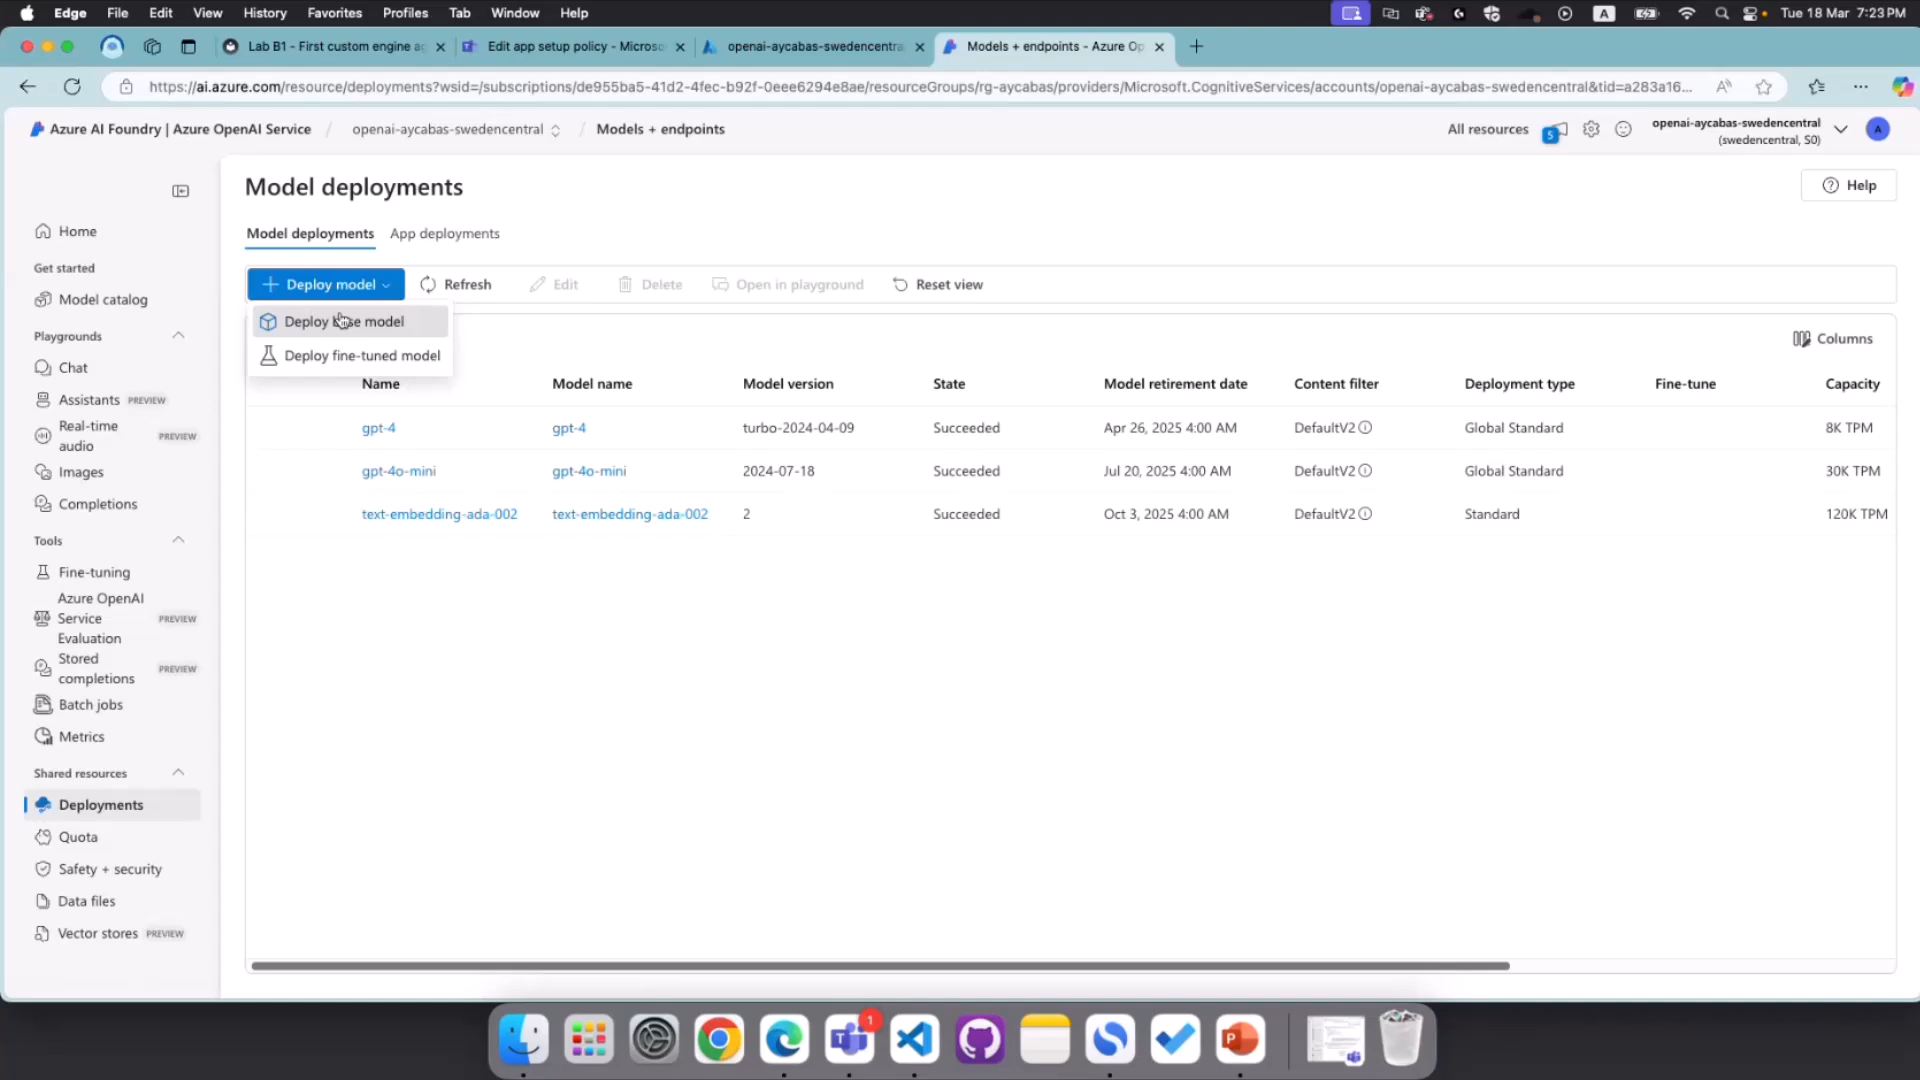 Edge File Edit View History Favorites Profiles Tab Window Help
A
Tue 18 Mar 7:23 PM
Lab B1 - First custom engine ag
Edit app setup policy - Microso
openai-aycabas-swedencentra
Models + endpoints - Azure Op
https://ai.azure.com/resource/deployments?wsid=/subscriptions/de955ba5-41d2-4fec-b92f-0eee6294e8ae/resourceGroups/rg-aycabas/providers/Microsoft.CognitiveServices/accounts/openai-aycabas-swedencentral&tid=a283a16...
Azure AI Foundry | Azure OpenAI Service / openai-aycabas-swedencentral / Models + endpoints
All resources
5
openai-aycabas-swedencentral
(swedencentral, S0)
A
Model deployments
Help
Model deployments App deployments
Deploy model Refresh Edit Delete Open in playground Reset view
Deploy base model
Deploy fine-tuned model
Columns
Name Model name Model version State Model retirement date Content filter Deployment type Fine-tune Capacity
gpt-4 gpt-4 turbo-2024-04-09 Succeeded Apr 26, 2025 4:00 AM DefaultV2 Global Standard 8K TPM
gpt-4o-mini gpt-4o-mini 2024-07-18 Succeeded Jul 20, 2025 4:00 AM DefaultV2 Global Standard 30K TPM
text-embedding-ada-002 text-embedding-ada-002 2 Succeeded Oct 3, 2025 4:00 AM DefaultV2 Standard 120K TPM
Home
Get started
Model catalog
Playgrounds
Chat
Assistants PREVIEW
Real-time
audio PREVIEW
Images
Completions
Tools
Fine-tuning
Azure OpenAI
Service PREVIEW
Evaluation
Stored
completions PREVIEW
Batch jobs
Metrics
Shared resources
Deployments
Quota
Safety + security
Data files
Vector stores PREVIEW
1